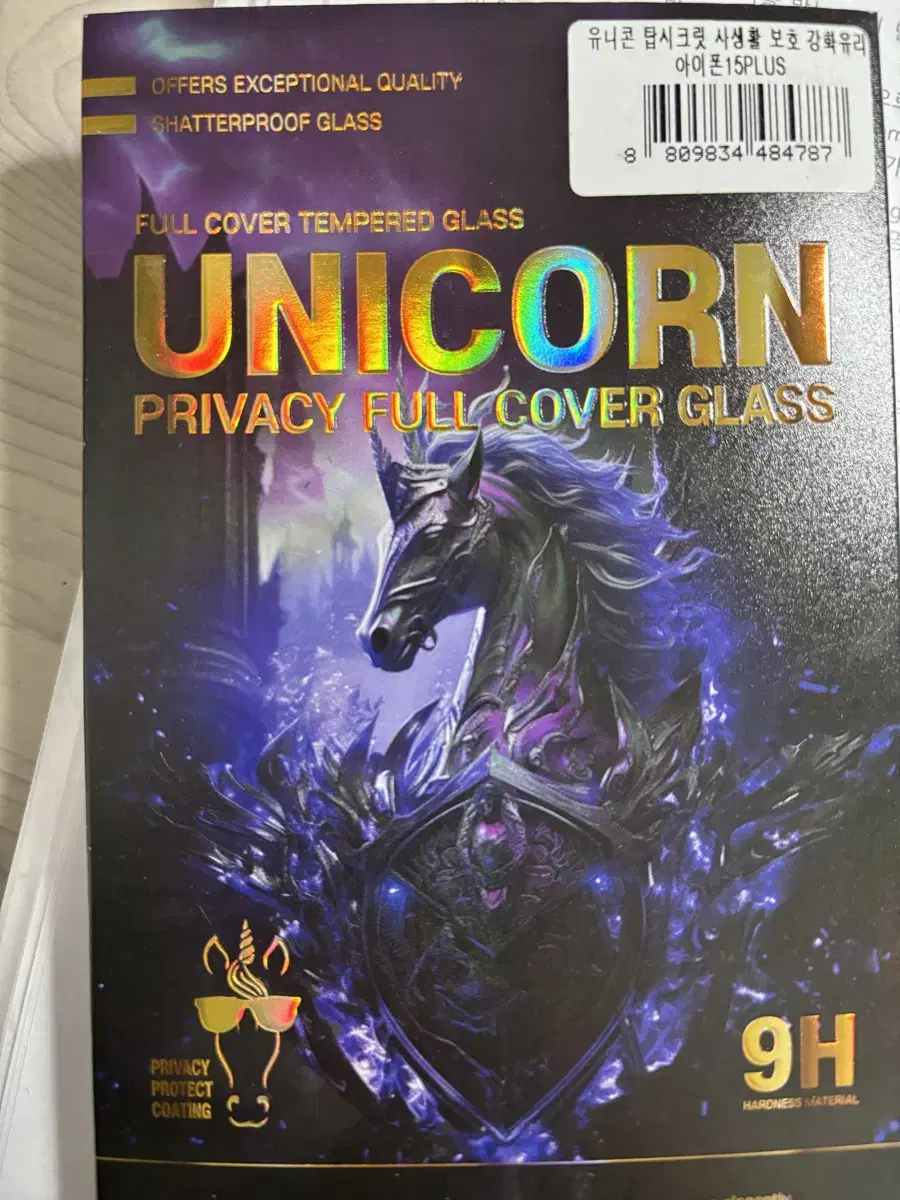 유니콘 탑시크릿 사생활 보호 강화유리
아이폰15PLUS
8 809834 484787
OFFERS EXCEPTIONAL QUALITY
SHATTERPROOF GLASS
FULL COVER TEMPERED GLASS
UNICORN
PRIVACY FULL COVER GLASS
PRIVACY
PROTECT
COATING
9H
HARDNESS MATERIAL